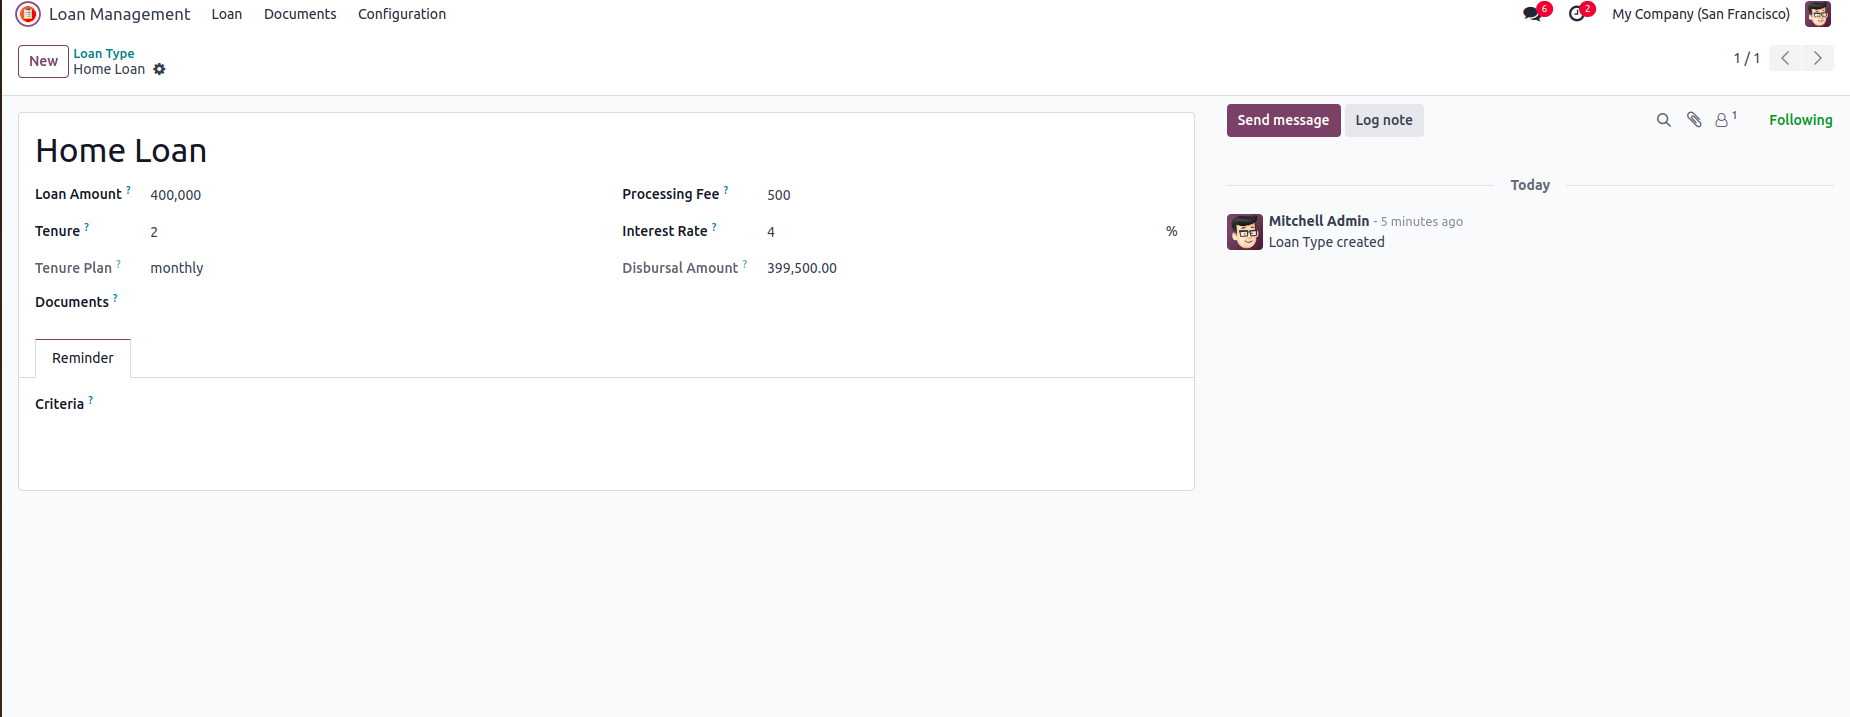 Loan Management Loan Documents Configuration 6 2 My Company (San Francisco)
New Loan Type
Home Loan
1 / 1
Send message Log note 1 Following
Home Loan
Loan Amount ? 400,000 Processing Fee ? 500
Tenure ? 2 Interest Rate ? 4 %
Tenure Plan ? monthly Disbursal Amount ? 399,500.00
Documents ?
Reminder
Criteria ?
Today
Mitchell Admin - 5 minutes ago
Loan Type created